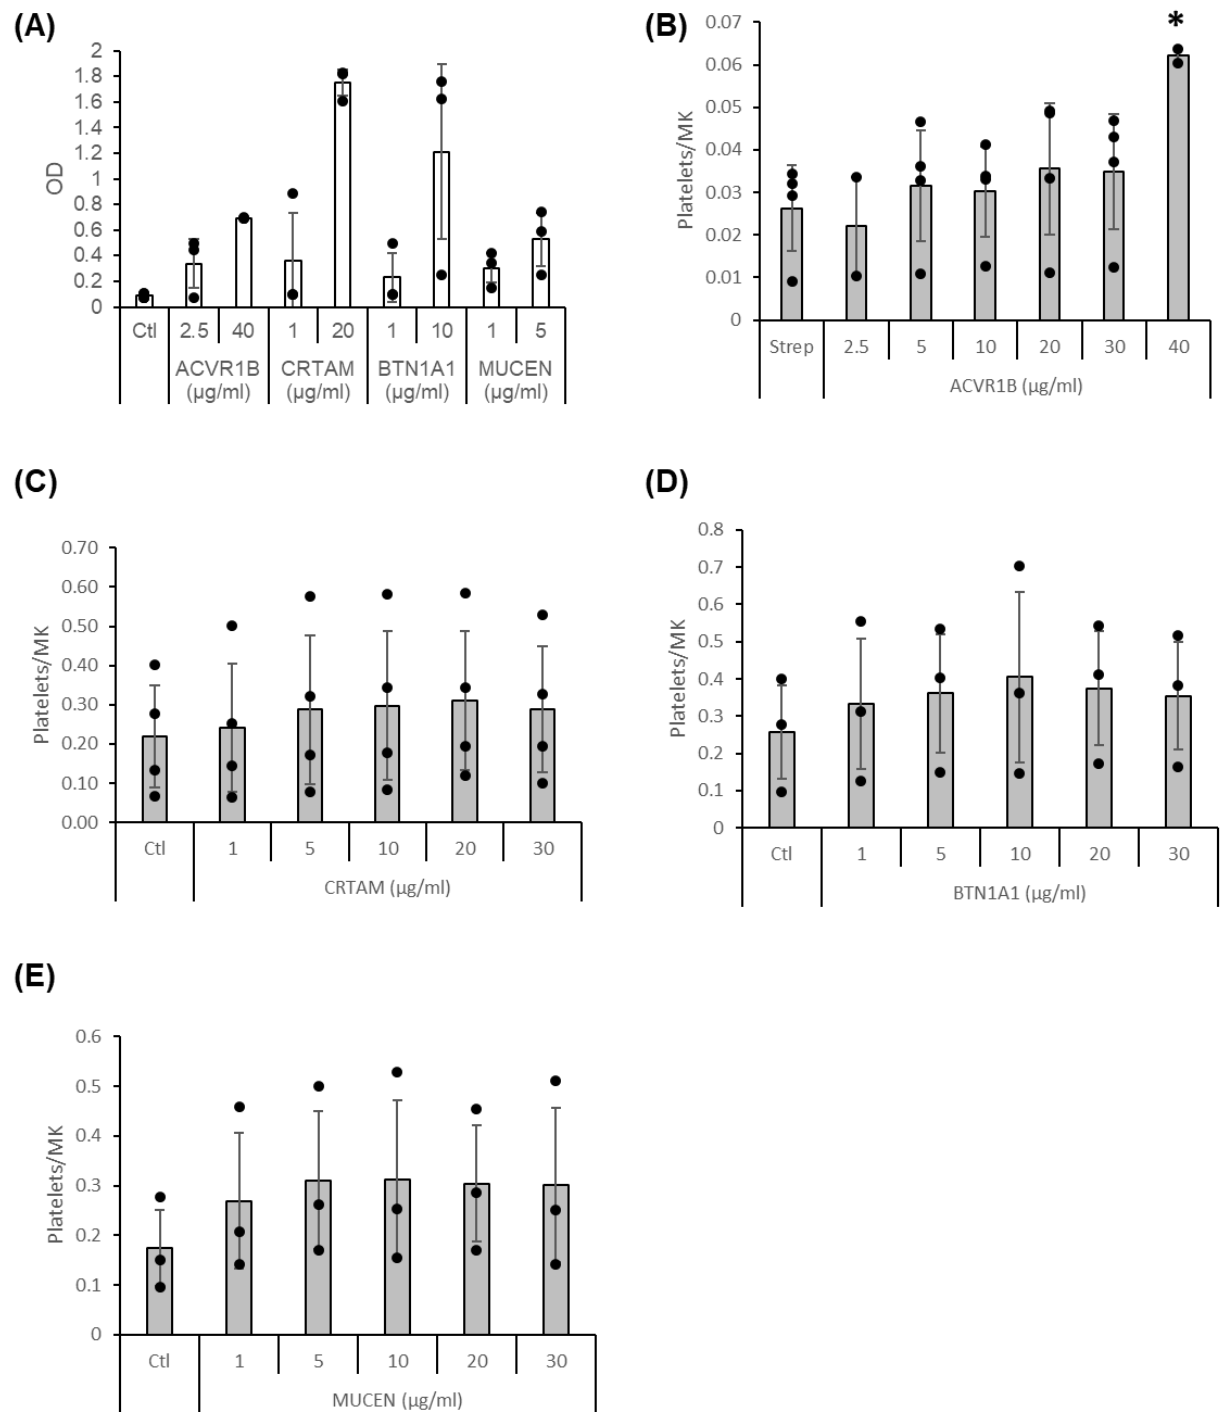 (A)
2
1.8
1.6
1.4
1.2
1
0.8
0.6
0.4
0.2
0
OD
Ctl 2.5 40 1 20 1 10 1 5
ACVR1B CRTAM BTN1A1 MUCEN
(µg/ml) (µg/ml) (µg/ml) (µg/ml)
(B)
*
0.07
0.06
0.05
0.04
0.03
0.02
0.01
0
Platelets/MK
Strep 2.5 5 10 20 30 40
ACVR1B (µg/ml)
(C)
0.70
0.60
0.50
0.40
0.30
0.20
0.10
0.00
Platelets/MK
Ctl 1 5 10 20 30
CRTAM (µg/ml)
(D)
0.8
0.7
0.6
0.5
0.4
0.3
0.2
0.1
0
Platelets/MK
Ctl 1 5 10 20 30
BTN1A1 (µg/ml)
(E)
0.6
0.5
0.4
0.3
0.2
0.1
0
Platelets/MK
Ctl 1 5 10 20 30
MUCEN (µg/ml)